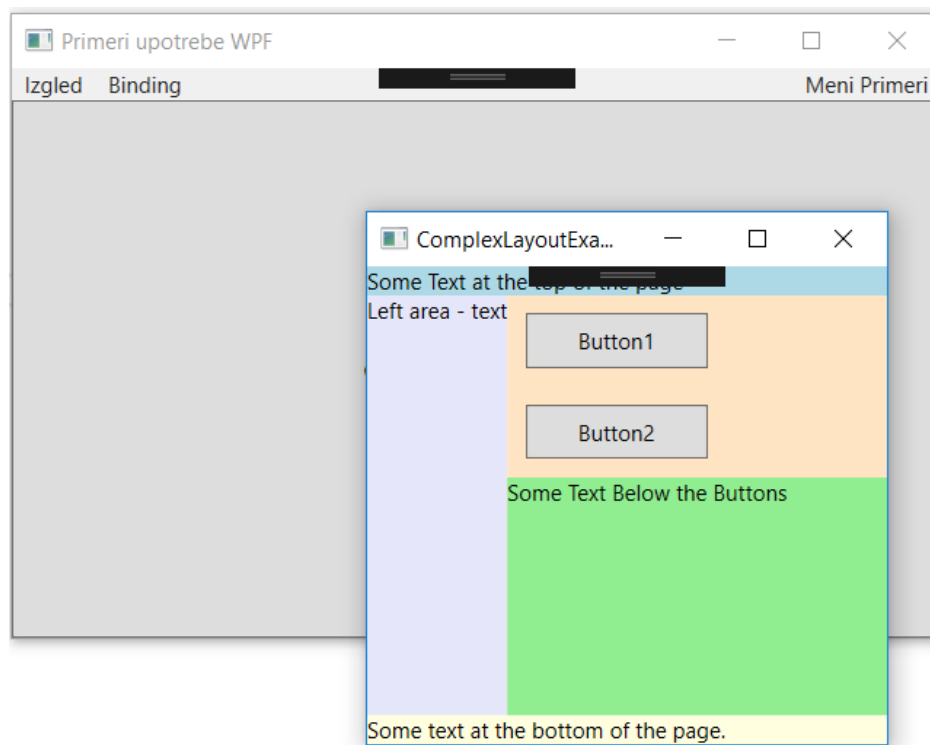 Primeri upotrebe WPF
Izgled Binding Meni Primeri
ComplexLayoutExa...
Some Text at the top of the page
Left area - text
Button1
Button2
Some Text Below the Buttons
Some text at the bottom of the page.